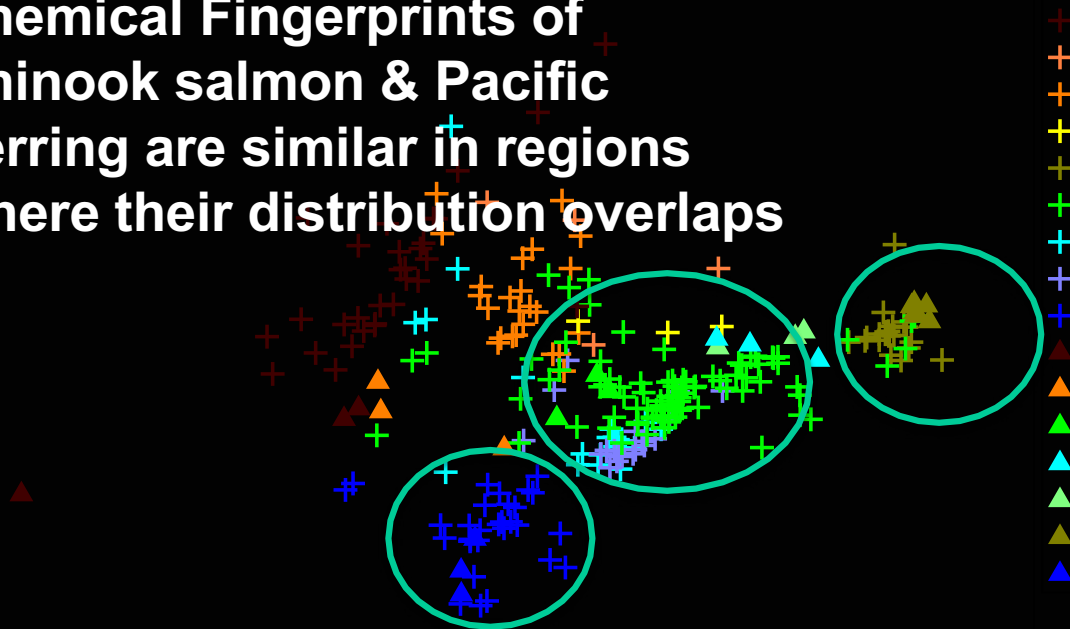 hemical Fingerprints of
hinook salmon & Pacific
erring are similar in regions
here their distribution overlaps